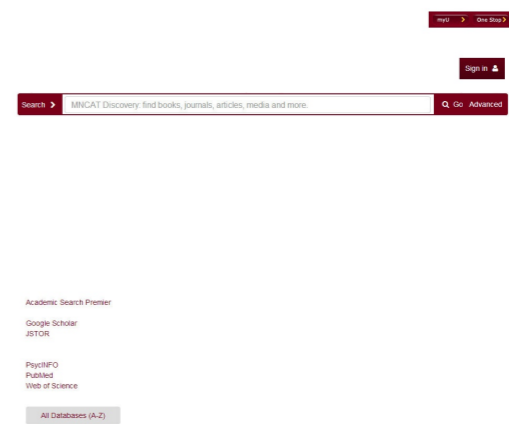 myU > One Stop >
Sign in
Search > MNCAT Discovery: find books, journals, articles, media and more. Go Advanced
Academic Search Premier
Google Scholar
JSTOR
PsycINFO
PubMed
Web of Science
All Databases (A-Z)